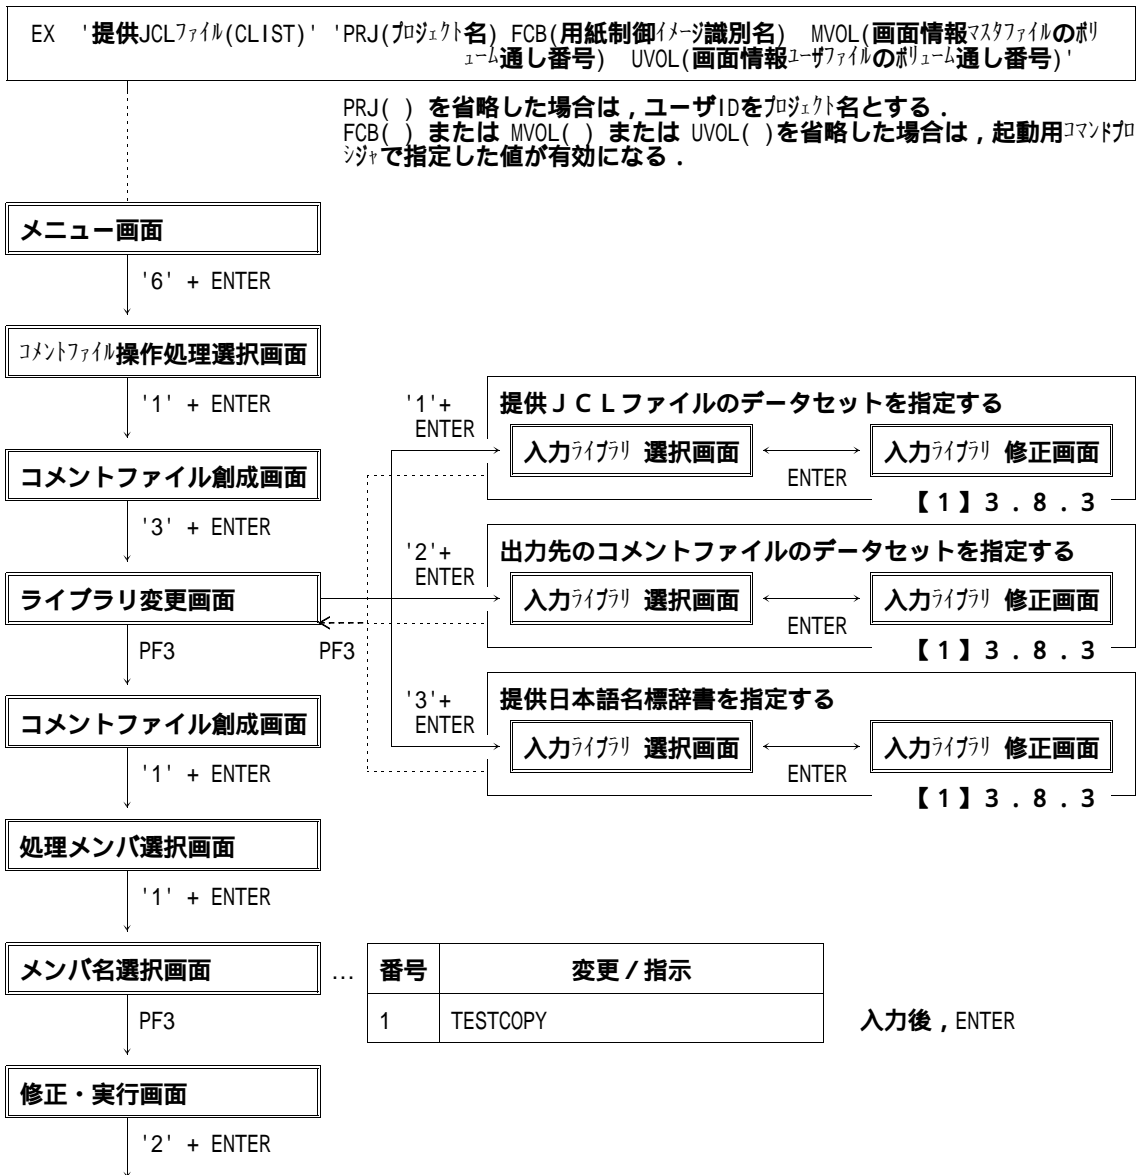 EX '提供JCLファイル(CLIST)' 'PRJ(プロジェクト名) FCB(用紙制御イメージ識別名) MVOL(画面情報マスタファイルのボリ
ューム通し番号) UVOL(画面情報ユーザファイルのボリューム通し番号)'
PRJ( ) を省略した場合は，ユーザIDをプロジェクト名とする．
FCB( ) または MVOL( ) または UVOL( )を省略した場合は，起動用コマンドプロ
シジャで指定した値が有効になる．
メニュー画面
'6' + ENTER
コメントファイル操作処理選択画面
'1' + ENTER
コメントファイル創成画面
'3' + ENTER
ライブラリ変更画面
PF3
PF3
'1'+
ENTER
提供ＪＣＬファイルのデータセットを指定する
入力ライブラリ 選択画面
ENTER
入力ライブラリ 修正画面
【１】３．８．３
'2'+
ENTER
出力先のコメントファイルのデータセットを指定する
入力ライブラリ 選択画面
ENTER
入力ライブラリ 修正画面
【１】３．８．３
'3'+
ENTER
提供日本語名標辞書を指定する
入力ライブラリ 選択画面
ENTER
入力ライブラリ 修正画面
【１】３．８．３
コメントファイル創成画面
'1' + ENTER
処理メンバ選択画面
'1' + ENTER
メンバ名選択画面 … 番号 変更／指示
1 TESTCOPY 入力後，ENTER
PF3
修正・実行画面
'2' + ENTER